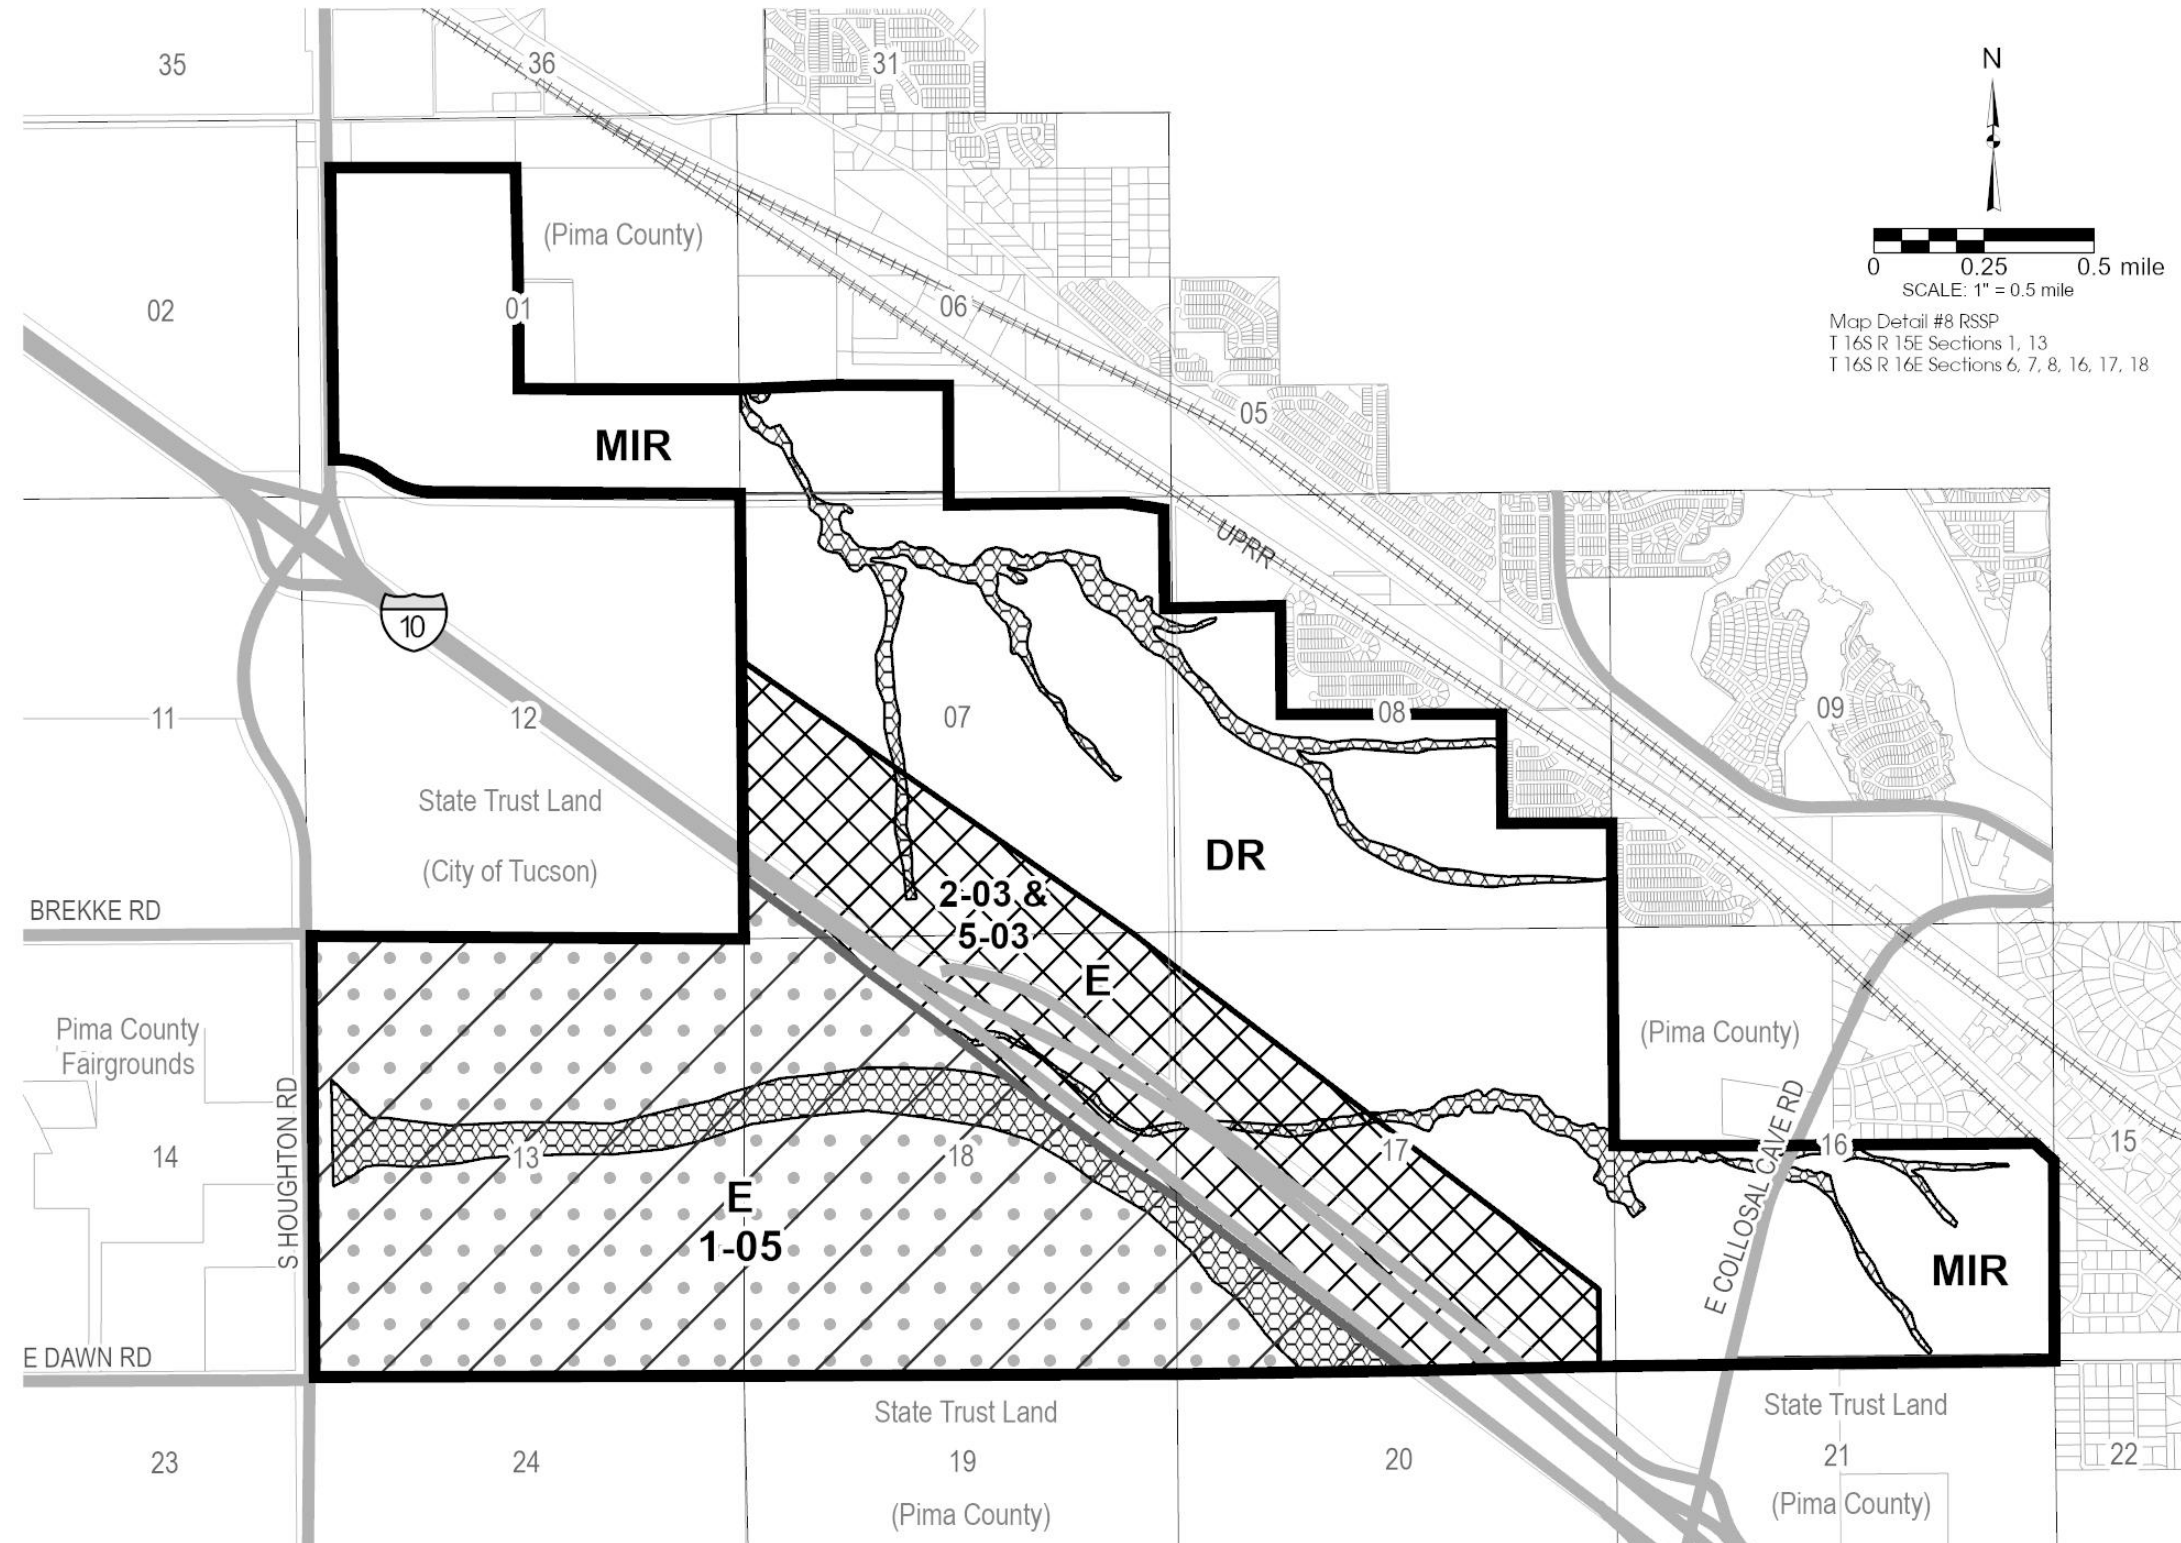 35
36
31
N
(Pima County)
0
0.25
0.5 mile
SCALE: 1" = 0.5 mile
Map Detail #8 RSSP
T 16S R 15E Sections 1, 13
T 16S R 16E Sections 6, 7, 8, 16, 17, 18
02
01
06
05
MIR
UPRR
10
11
12
07
08
09
State Trust Land
(City of Tucson)
DR
2-03 &
5-03
BREKKE RD
E
Pima County
Fairgrounds
(Pima County)
S HOUGHTON RD
E COLLOSAL CAVE RD
14
13
18
17
16
15
E
1-05
MIR
E DAWN RD
State Trust Land
State Trust Land
23
24
19
20
21
22
(Pima County)
(Pima County)